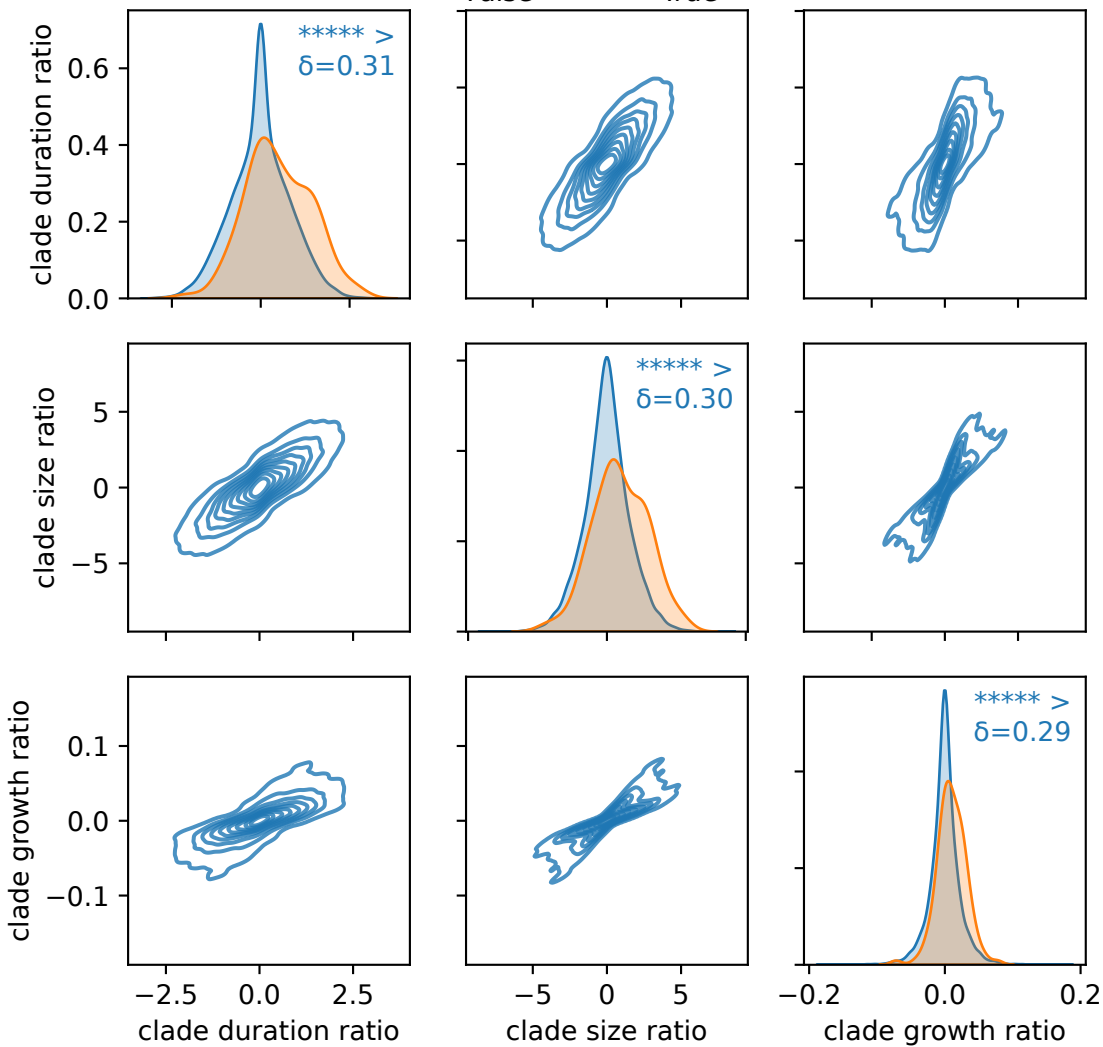 ***** >
δ=0.31
clade duration ratio
0.6
0.4
0.2
0.0
***** >
δ=0.30
clade size ratio
5
0
−5
***** >
δ=0.29
clade growth ratio
0.1
0.0
−0.1
−2.5 0.0 2.5 −5 0 5 −0.2 0.0 0.2
clade duration ratio clade size ratio clade growth ratio